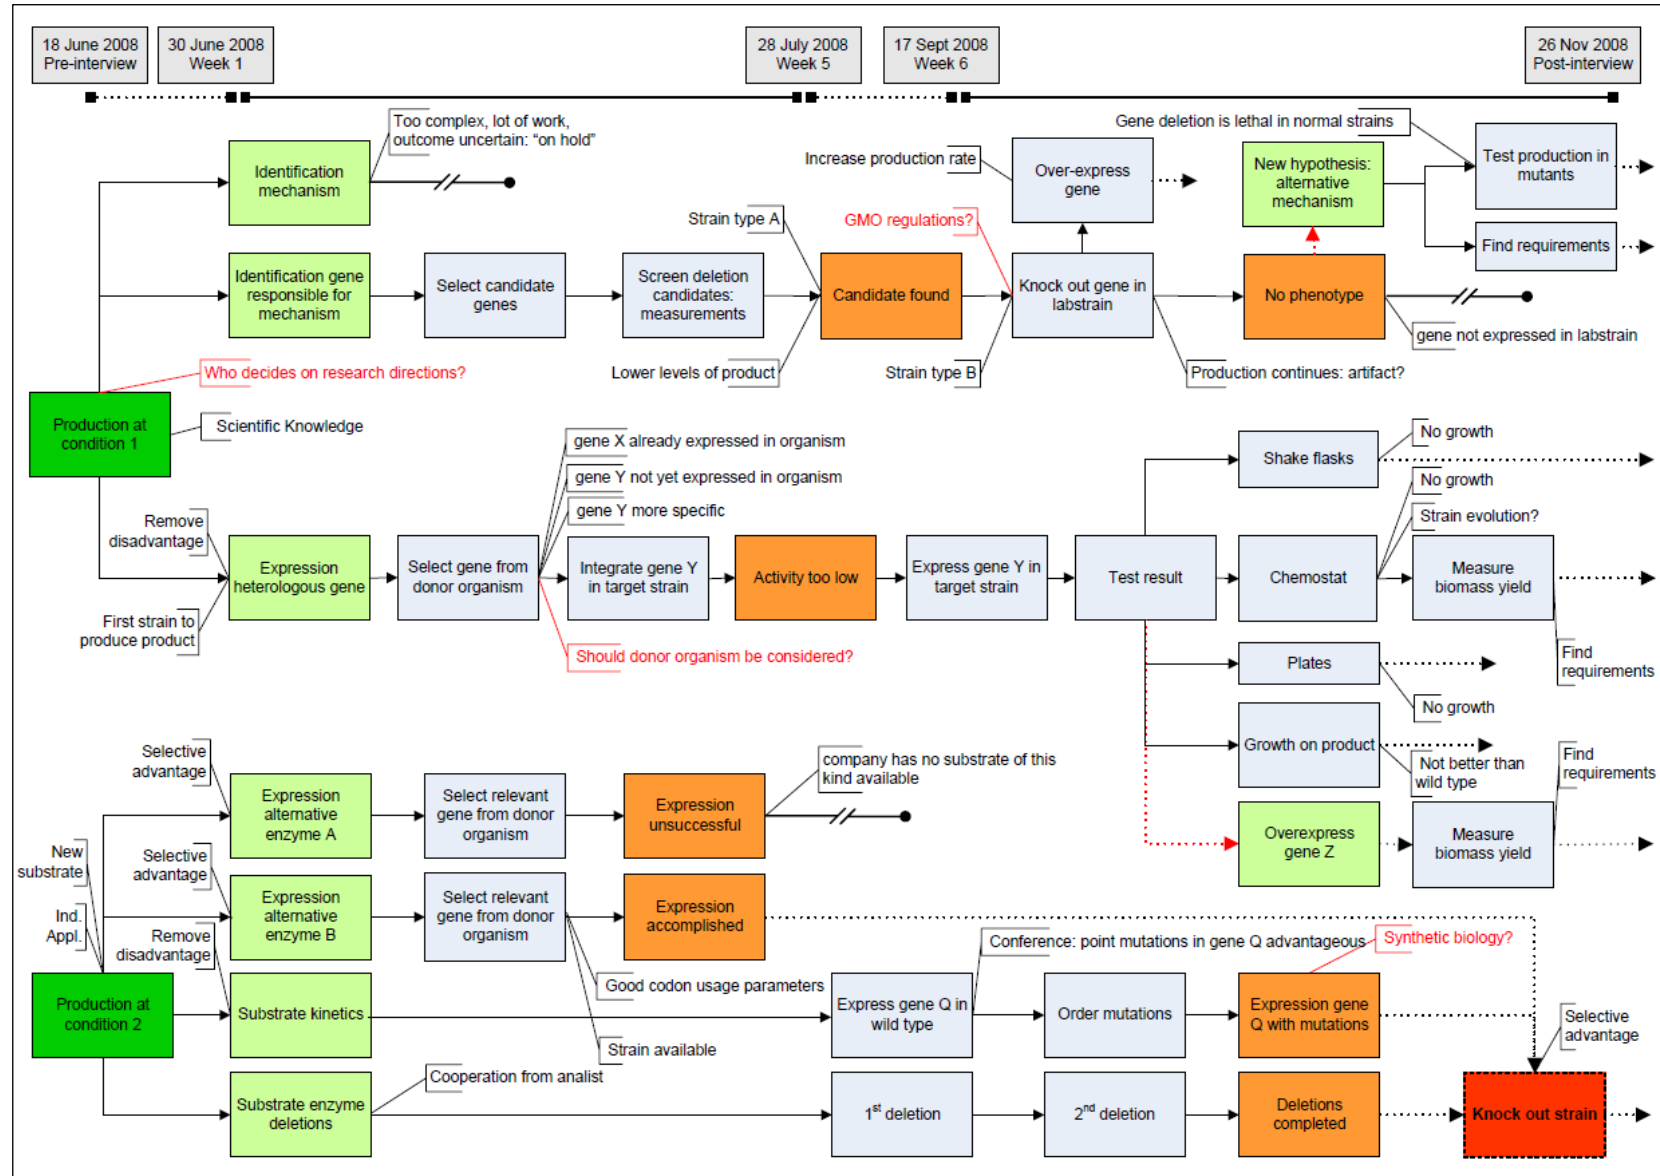 18 June 2008
Pre-interview
30 June 2008
Week 1
28 July 2008
Week 5
17 Sept 2008
Week 6
26 Nov 2008
Post-interview
Too complex, lot of work,
outcome uncertain: “on hold”
Identification
mechanism
Increase production rate
Over-express
gene
Gene deletion is lethal in normal strains
New hypothesis:
alternative
mechanism
Test production in
mutants
Strain type A
GMO regulations?
Find requirements
Identification gene
responsible for
mechanism
Select candidate
genes
Screen deletion
candidates:
measurements
Candidate found
Knock out gene in
labstrain
No phenotype
gene not expressed in labstrain
Who decides on research directions?
Lower levels of product
Strain type B
Production continues: artifact?
Production at
condition 1
Scientific Knowledge
gene X already expressed in organism
gene Y not yet expressed in organism
gene Y more specific
No growth
Shake flasks
No growth
Strain evolution?
Remove
disadvantage
Expression
heterologous gene
Select gene from
donor organism
Integrate gene Y
in target strain
Activity too low
Express gene Y in
target strain
Test result
Chemostat
Measure
biomass yield
First strain to
produce product
Should donor organism be considered?
Plates
Find
requirements
No growth
Growth on product
Not better than
wild type
Find
requirements
Selective
advantage
company has no substrate of this
kind available
Expression
alternative
enzyme A
Select relevant
gene from donor
organism
Expression
unsuccessful
Overexpress
gene Z
Measure
biomass yield
New
substrate
Selective
advantage
Expression
alternative
enzyme B
Select relevant
gene from donor
organism
Expression
accomplished
Ind.
Appl.
Remove
disadvantage
Conference: point mutations in gene Q advantageous
Synthetic biology?
Good codon usage parameters
Production at
condition 2
Substrate kinetics
Express gene Q in
wild type
Order mutations
Expression gene
Q with mutations
Strain available
Selective
advantage
Cooperation from analist
Substrate enzyme
deletions
1st deletion
2nd deletion
Deletions
completed
Knock out strain